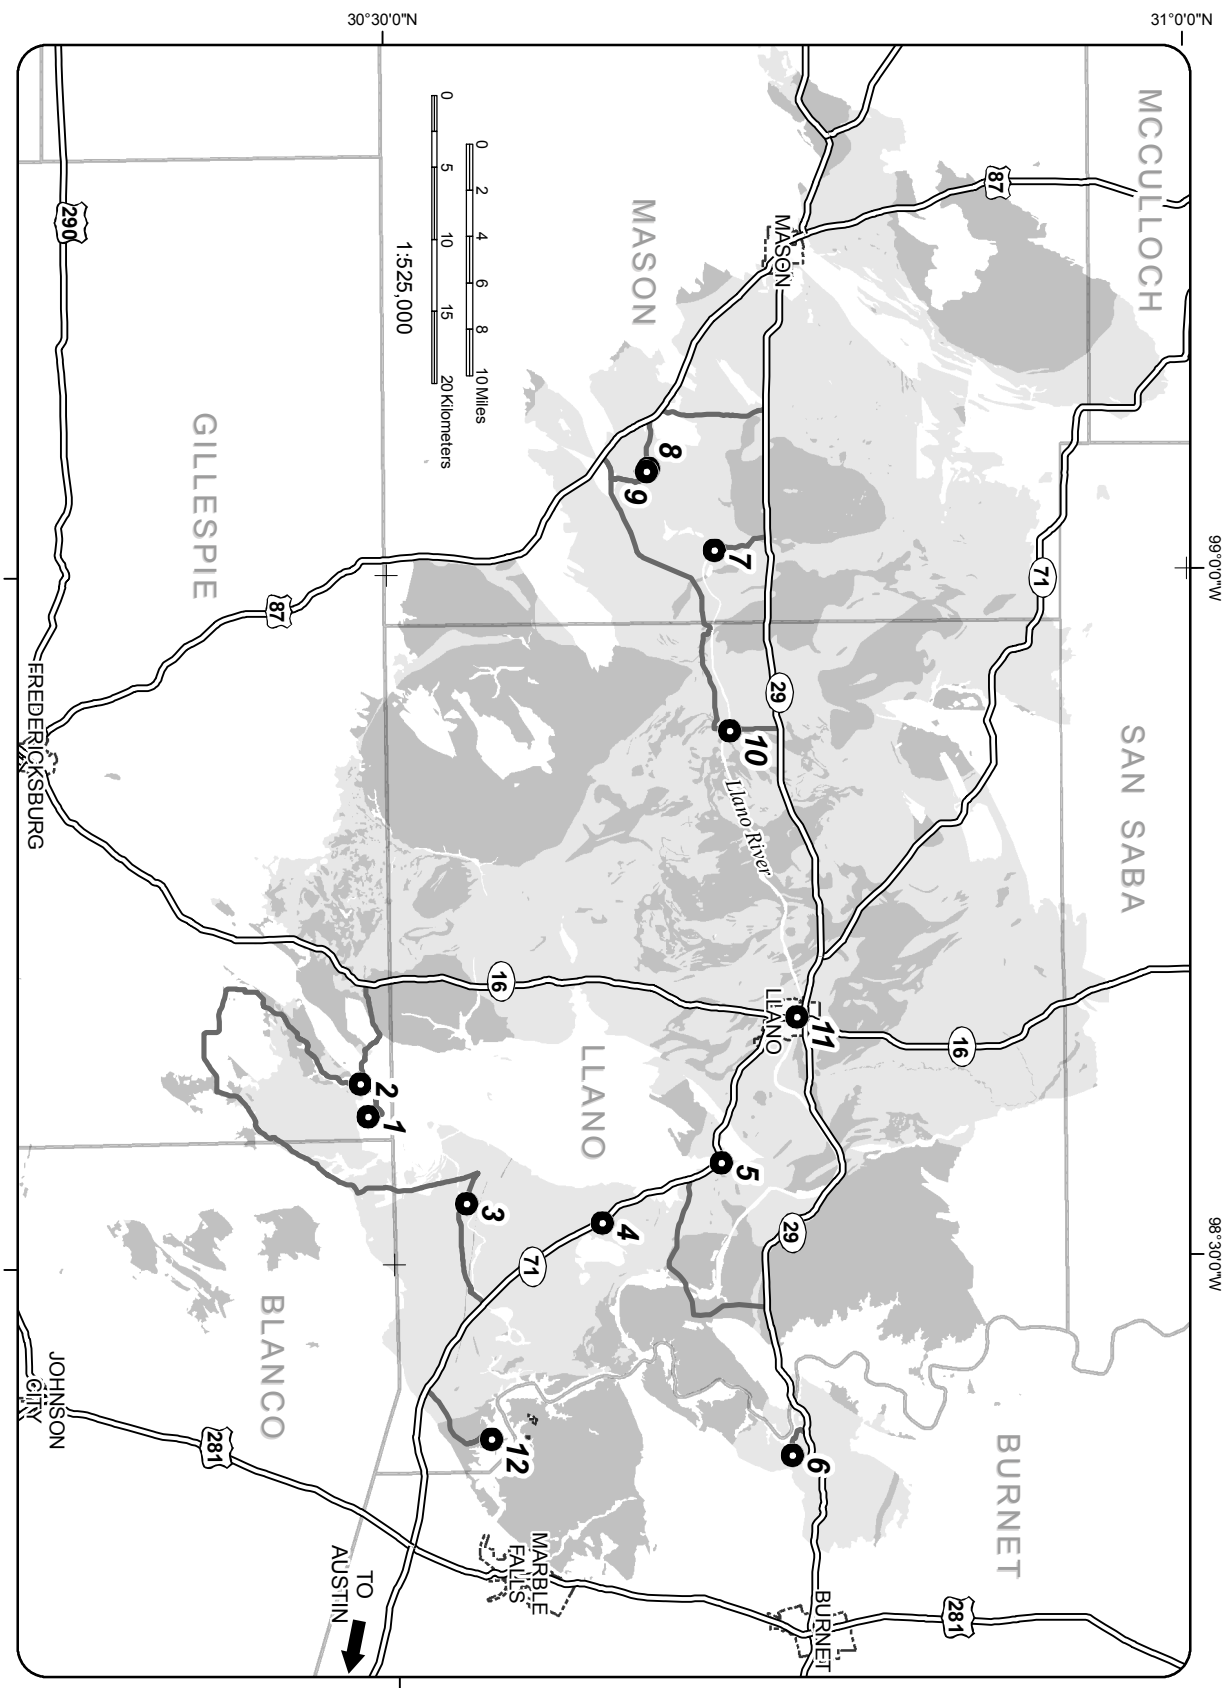 30°30'0"N
31°0'0"N
MCCULLOCH
87
290
MASON
MASON
0 2 4 6 8 10 Miles
0 5 10 15 20 Kilometers
1:525,000
GILLESPIE
8
9
7
71
99°0'0"W
87
29
FREDERICKSBURG
10
Llano River
SAN SABA
16
LLANO
11
16
LLANO
2
1
5
3
4
29
98°30'0"W
71
BLANCO
JOHNSON
CITY
281
12
6
BURNET
MARBLE
FALLS
TO
AUSTIN
BURNET
281